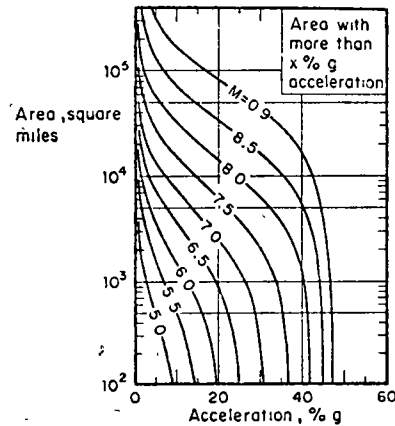 Area with
more than
x% g
acceleration
Area, square
miles
10⁵
10⁴
10³
10²
M=0.9
8.5
8.0
7.5
7.0
6.5
6.0
5.5
5.0
0
20
40
60
Acceleration, % g